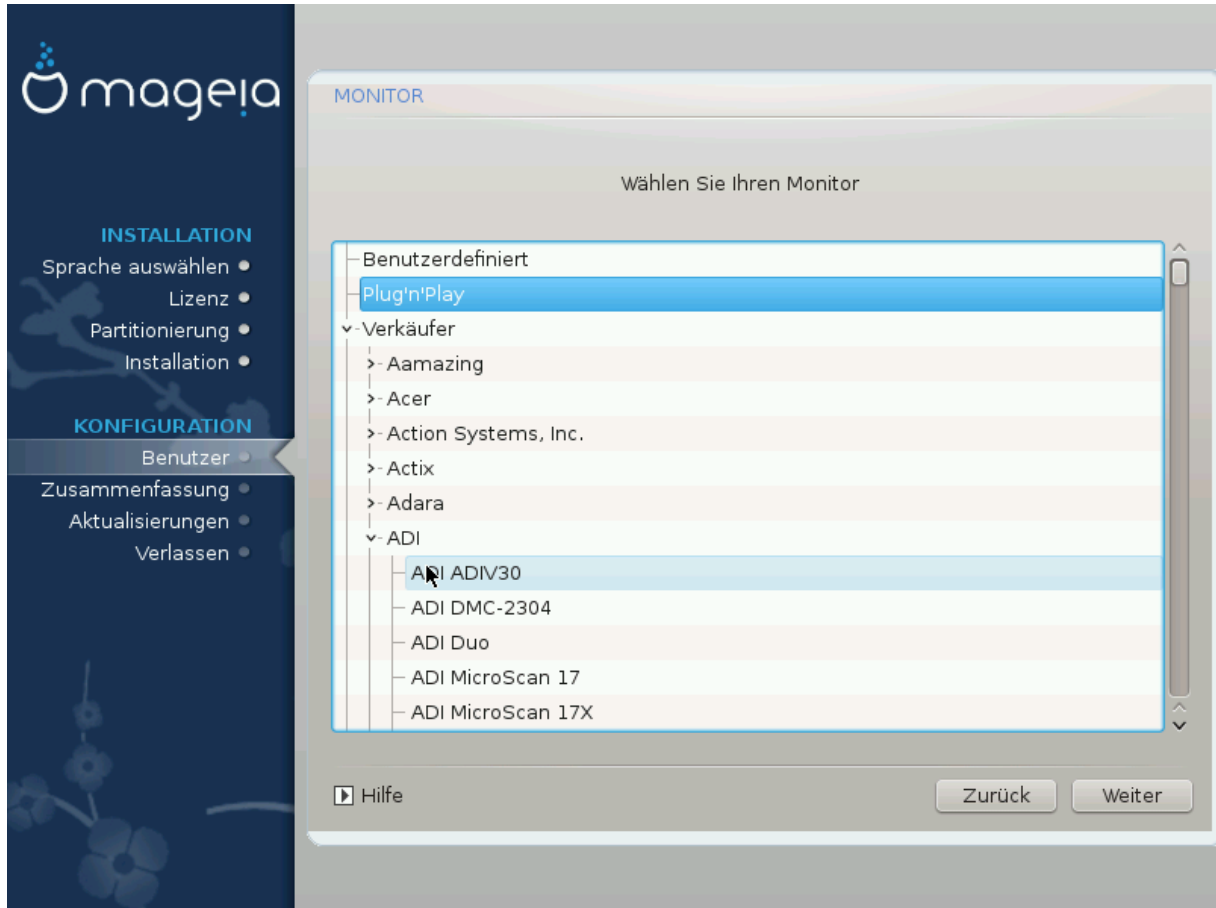 mageia
INSTALLATION
Sprache auswählen
Lizenz
Partitionierung
Installation
KONFIGURATION
Benutzer
Zusammenfassung
Aktualisierungen
Verlassen
MONITOR
Wählen Sie Ihren Monitor
Benutzerdefiniert
Plug'n'Play
Verkäufer
Aamazing
Acer
Action Systems, Inc.
Actix
Adara
ADI
ADI ADIV30
ADI DMC-2304
ADI Duo
ADI MicroScan 17
ADI MicroScan 17X
Hilfe
Zurück
Weiter